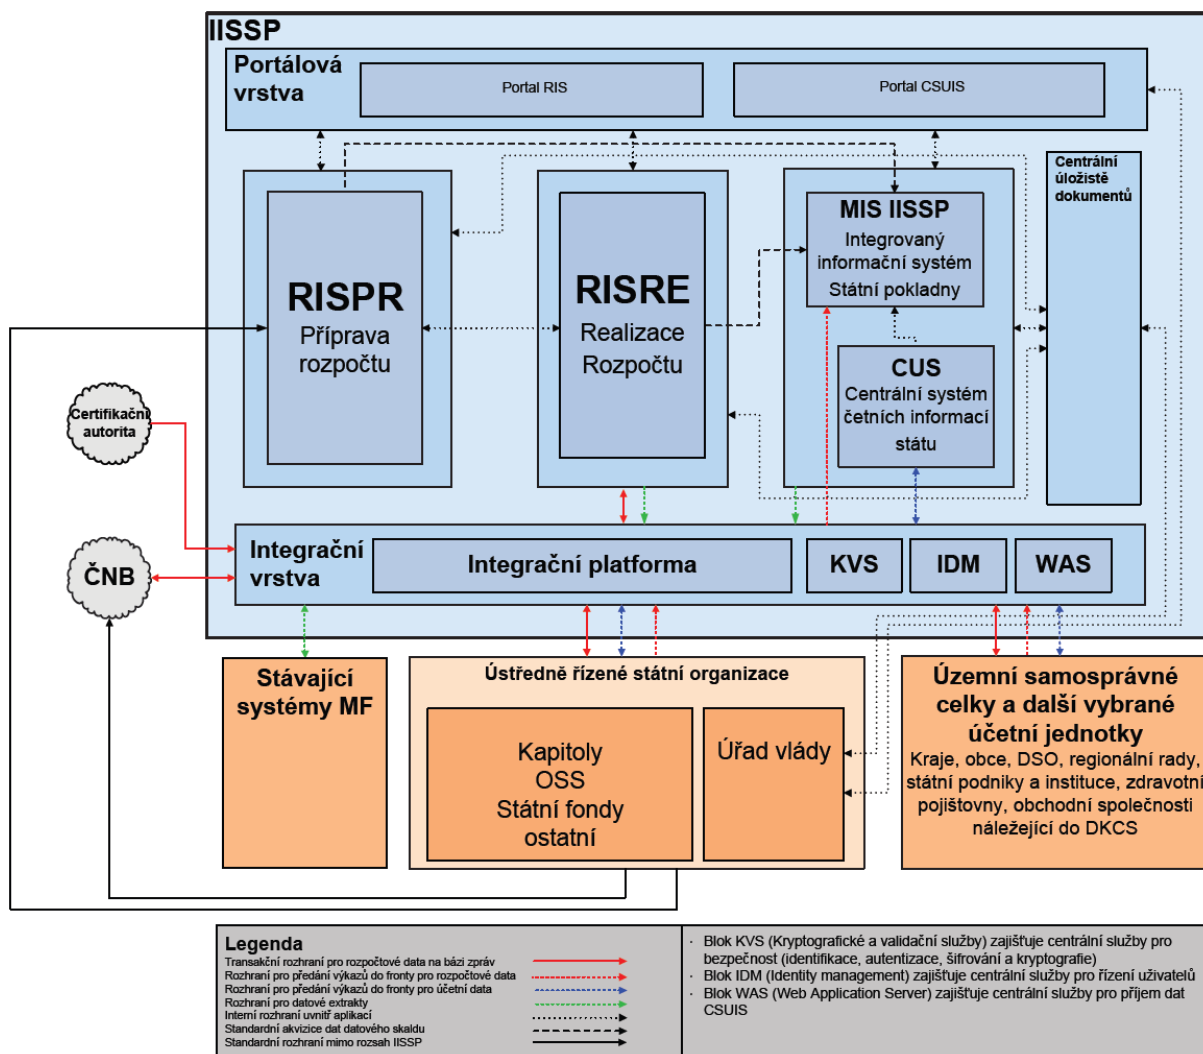 IISSP
Portálová
vrstva
Portal RIS
Portal CSUIS
RISPR
Příprava
rozpočtu
RISRE
Realizace
Rozpočtu
MIS IISSP
Integrovaný
informační systém
Státní pokladny
CUS
Centrální systém
četních informací
státu
Centrální
úložistě
dokumentů
Certifikační
autorita
ČNB
Integrační
vrstva
Integrační platforma
KVS
IDM
WAS
Stávající
systémy MF
Ústředně řízené státní organizace
Kapitoly
OSS
Státní fondy
ostatní
Úřad vlády
Územní samosprávné
celky a další vybrané
účetní jednotky
Kraje, obce, DSO, regionální rady,
státní podniky a instituce, zdravotní
pojištovny, obchodní společnosti
náležející do DKCS
Legenda
Transakční rozhraní pro rozpočtové data na bázi zpráv
Rozhraní pro předání výkazů do fronty pro rozpočtové data
Rozhraní pro předání výkazů do fronty pro účetní data
Rozhraní pro datové extrakty
Interní rozhraní uvnitř aplikací
Standardní akvizice dat datového skaldu
Standardní rozhraní mimo rozsah IISSP
· Blok KVS (Kryptografické a validační služby) zajišťuje centrální služby pro
bezpečnost (identifikace, autentizace, šifrování a kryptografie)
· Blok IDM (Identity management) zajišťuje centrální služby pro řízení uživatelů
· Blok WAS (Web Application Server) zajišťuje centrální služby pro příjem dat
CSUIS